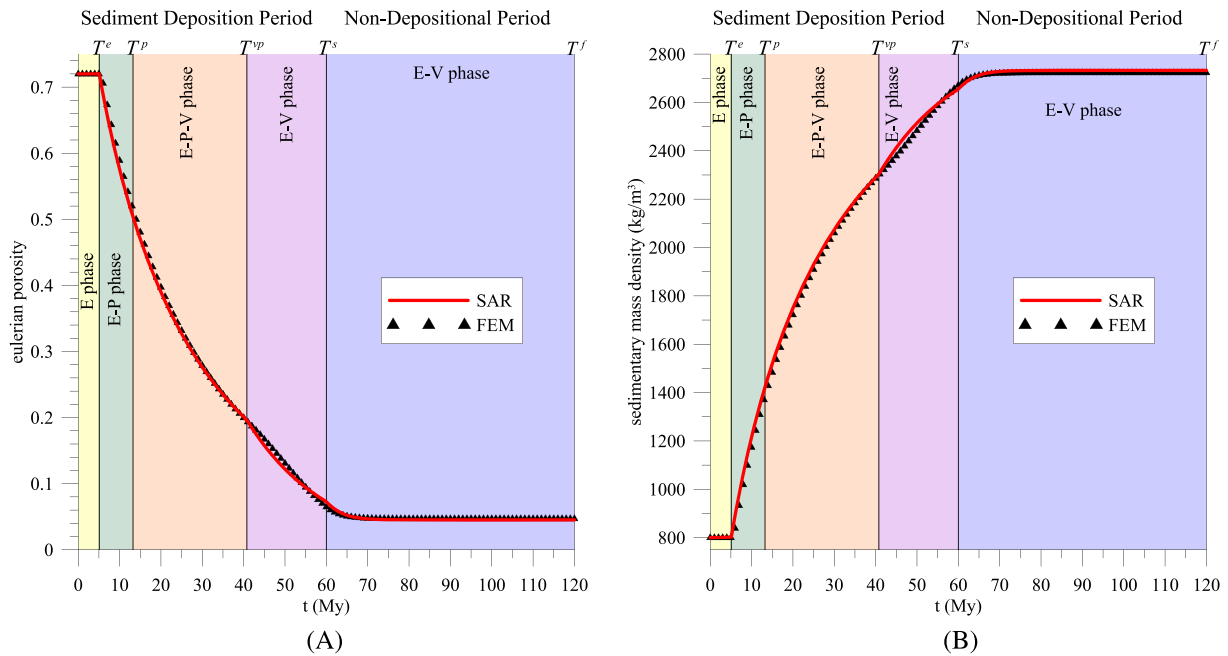 Sediment Deposition Period Non-Depositional Period
T^e T^p T^vp T^s T^f
E phase
E-P phase
E-P-V phase
E-V phase
E-V phase
0.7
0.6
0.5
0.4
0.3
0.2
0.1
0
eulerian porosity
SAR
FEM
0 10 20 30 40 50 60 70 80 90 100 110 120
t (My)
(A)
Sediment Deposition Period Non-Depositional Period
T^e T^p T^vp T^s T^f
E phase
E-P phase
E-P-V phase
E-V phase
E-V phase
2800
2600
2400
2200
2000
1800
1600
1400
1200
1000
800
sedimentary mass density (kg/m³)
SAR
FEM
0 10 20 30 40 50 60 70 80 90 100 110 120
t (My)
(B)